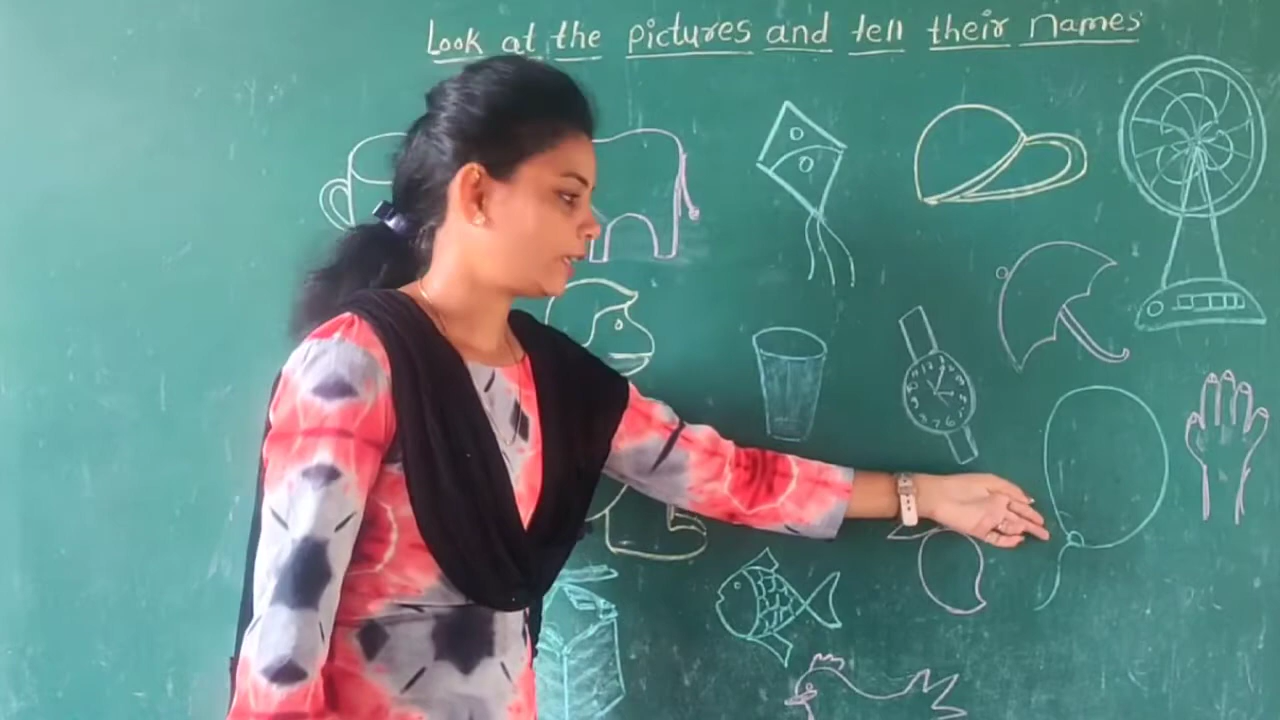 Look at the pictures and tell their names